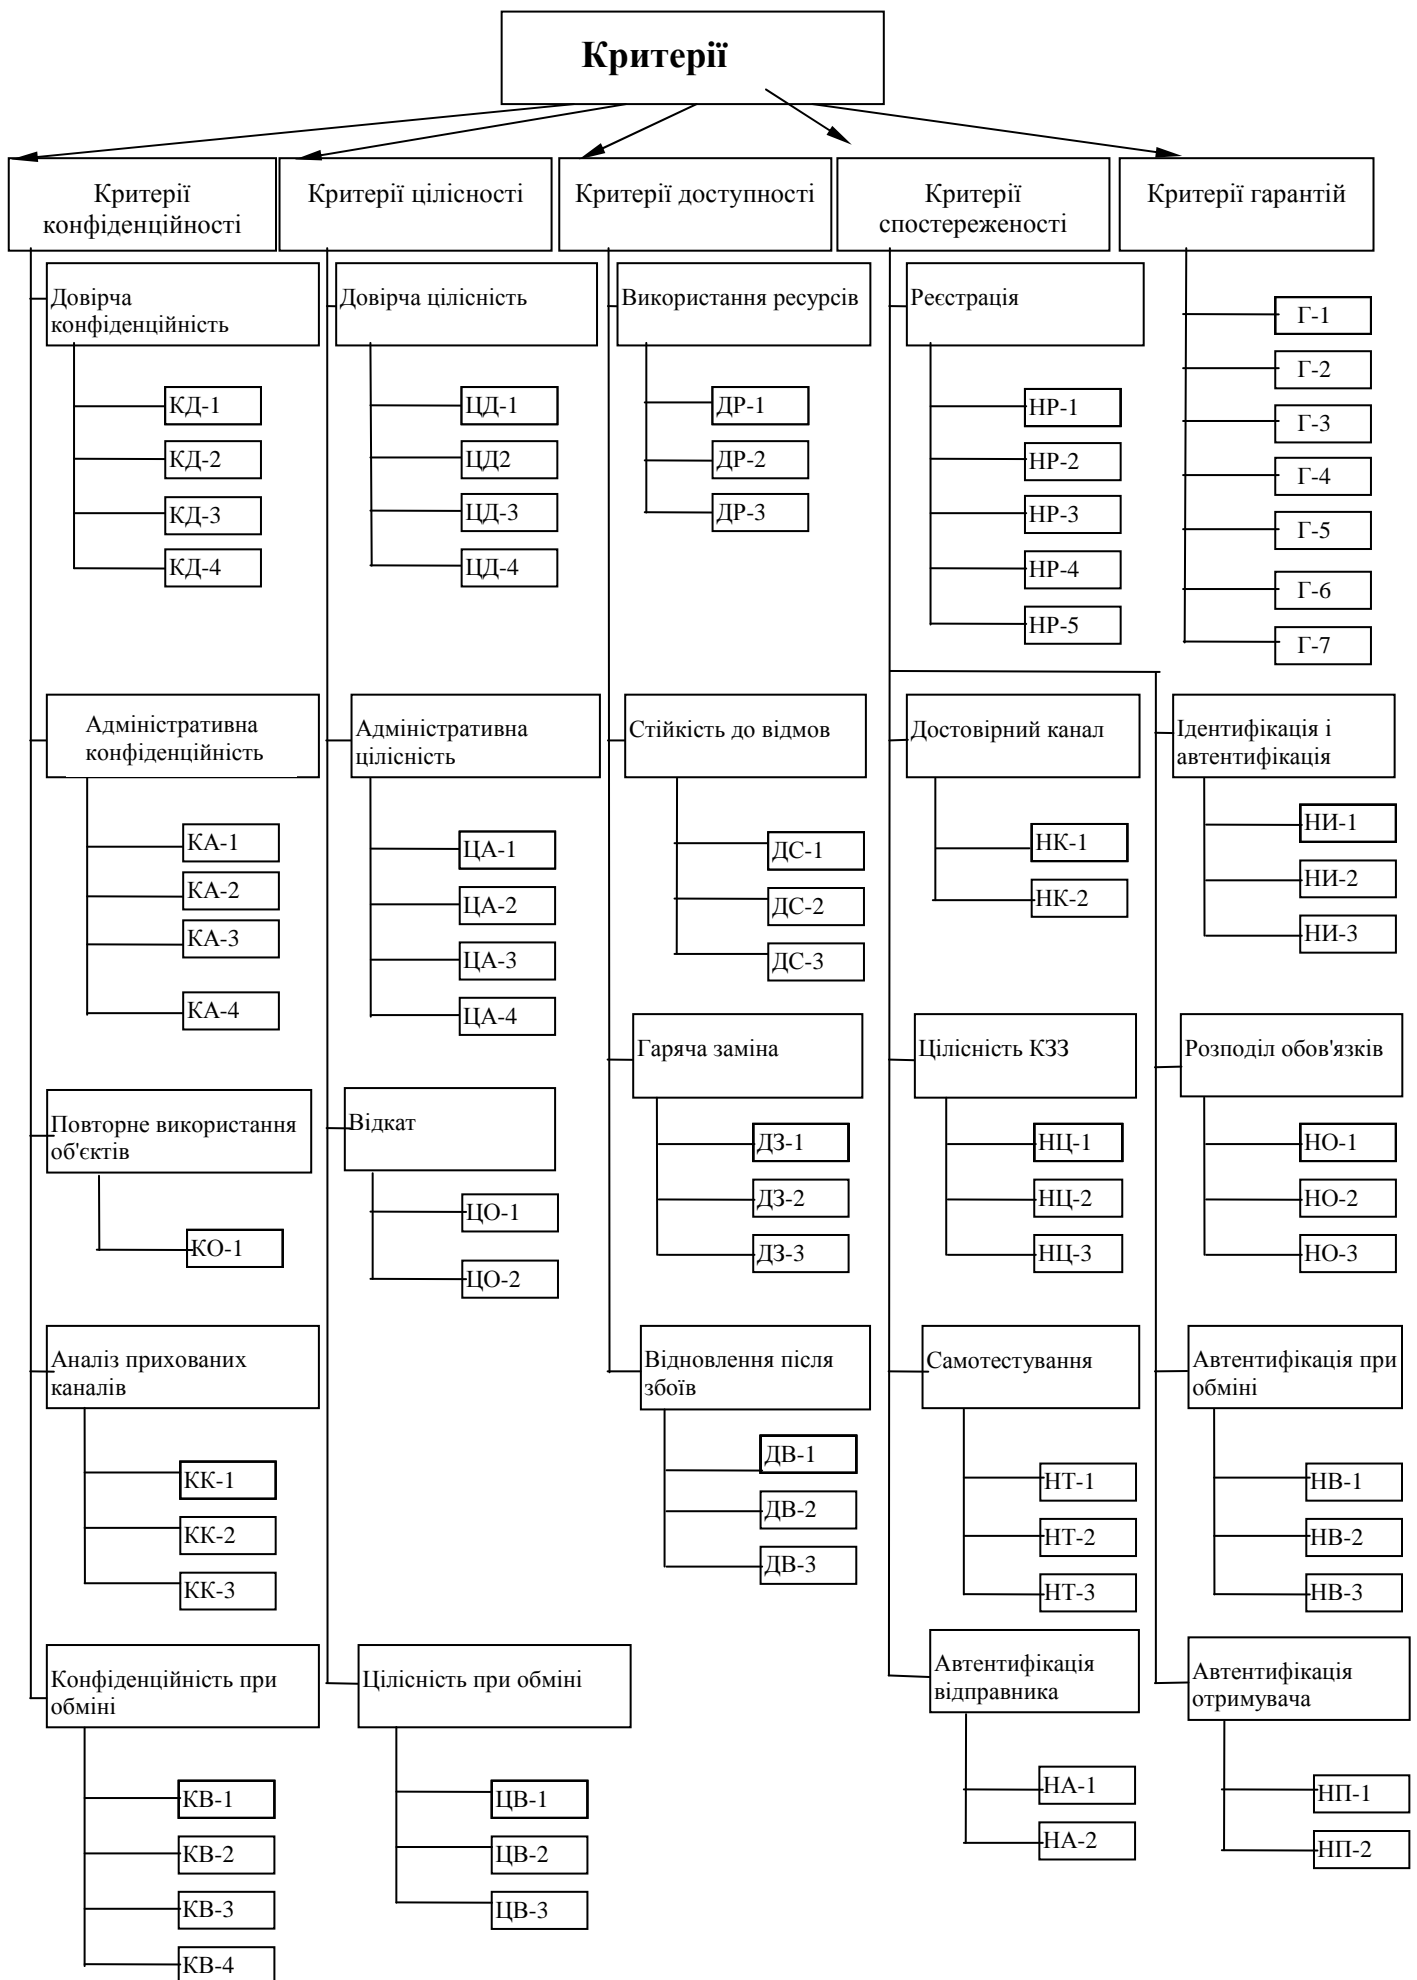 Критерії
Критерії
конфіденційності
Критерії цілісності
Критерії доступності
Критерії
спостереженості
Критерії гарантій
Довірча
конфіденційність
КД-1
КД-2
КД-3
КД-4
Адміністративна
конфіденційність
КА-1
КА-2
КА-3
КА-4
Повторне використання
об'єктів
КО-1
Аналіз прихованих
каналів
КК-1
КК-2
КК-3
Конфіденційність при
обміні
КВ-1
КВ-2
КВ-3
КВ-4
Довірча цілісність
ЦД-1
ЦД2
ЦД-3
ЦД-4
Адміністративна
цілісність
ЦА-1
ЦА-2
ЦА-3
ЦА-4
Відкат
ЦО-1
ЦО-2
Цілісність при обміні
ЦВ-1
ЦВ-2
ЦВ-3
Використання ресурсів
ДР-1
ДР-2
ДР-3
Стійкість до відмов
ДС-1
ДС-2
ДС-3
Гаряча заміна
ДЗ-1
ДЗ-2
ДЗ-3
Відновлення після
збоїв
ДВ-1
ДВ-2
ДВ-3
Реєстрація
НР-1
НР-2
НР-3
НР-4
НР-5
Достовірний канал
НК-1
НК-2
Цілісність КЗЗ
НЦ-1
НЦ-2
НЦ-3
Самотестування
НТ-1
НТ-2
НТ-3
Автентифікація
відправника
НА-1
НА-2
Ідентифікація і
автентифікація
НИ-1
НИ-2
НИ-3
Розподіл обов'язків
НО-1
НО-2
НО-3
Автентифікація при
обміні
НВ-1
НВ-2
НВ-3
Автентифікація
отримувача
НП-1
НП-2
Г-1
Г-2
Г-3
Г-4
Г-5
Г-6
Г-7